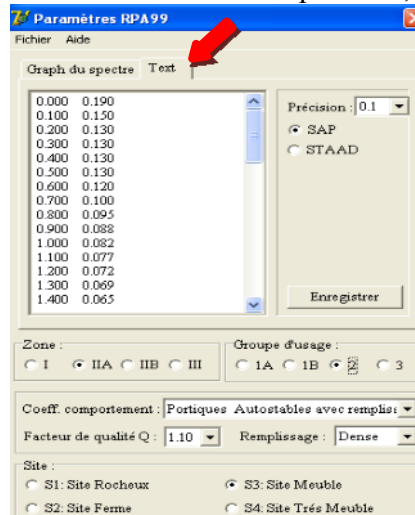 Paramètres RPA99
Fichier Aide
Graph du spectre Text
0.000 0.190
0.100 0.150
0.200 0.130
0.300 0.130
0.400 0.130
0.500 0.130
0.600 0.120
0.700 0.100
0.800 0.095
0.900 0.088
1.000 0.082
1.100 0.077
1.200 0.072
1.300 0.069
1.400 0.065
Précision : 0.1
SAP
STAAD
Enregistrer
Zone :
I IIA IIB III
Groupe d'usage :
1A 1B 2 3
Coeff. comportement : Portiques Autostables avec
Facteur de qualité Q : 1.10 Remplissage : Dense
Site :
S1: Site Rocheux S3: Site Meuble
S2: Site Ferme S4: Site Trés Meuble